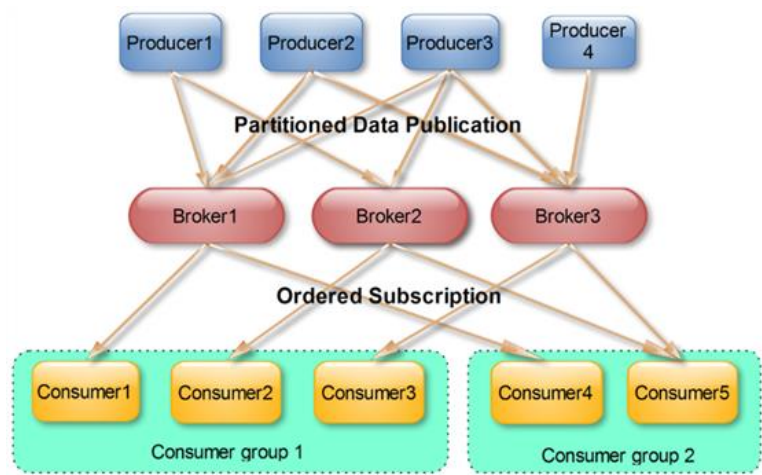 Producer1
Producer2
Producer3
Producer
4
Partitioned Data Publication
Broker1
Broker2
Broker3
Ordered Subscription
Consumer1
Consumer2
Consumer3
Consumer4
Consumer5
Consumer group 1
Consumer group 2